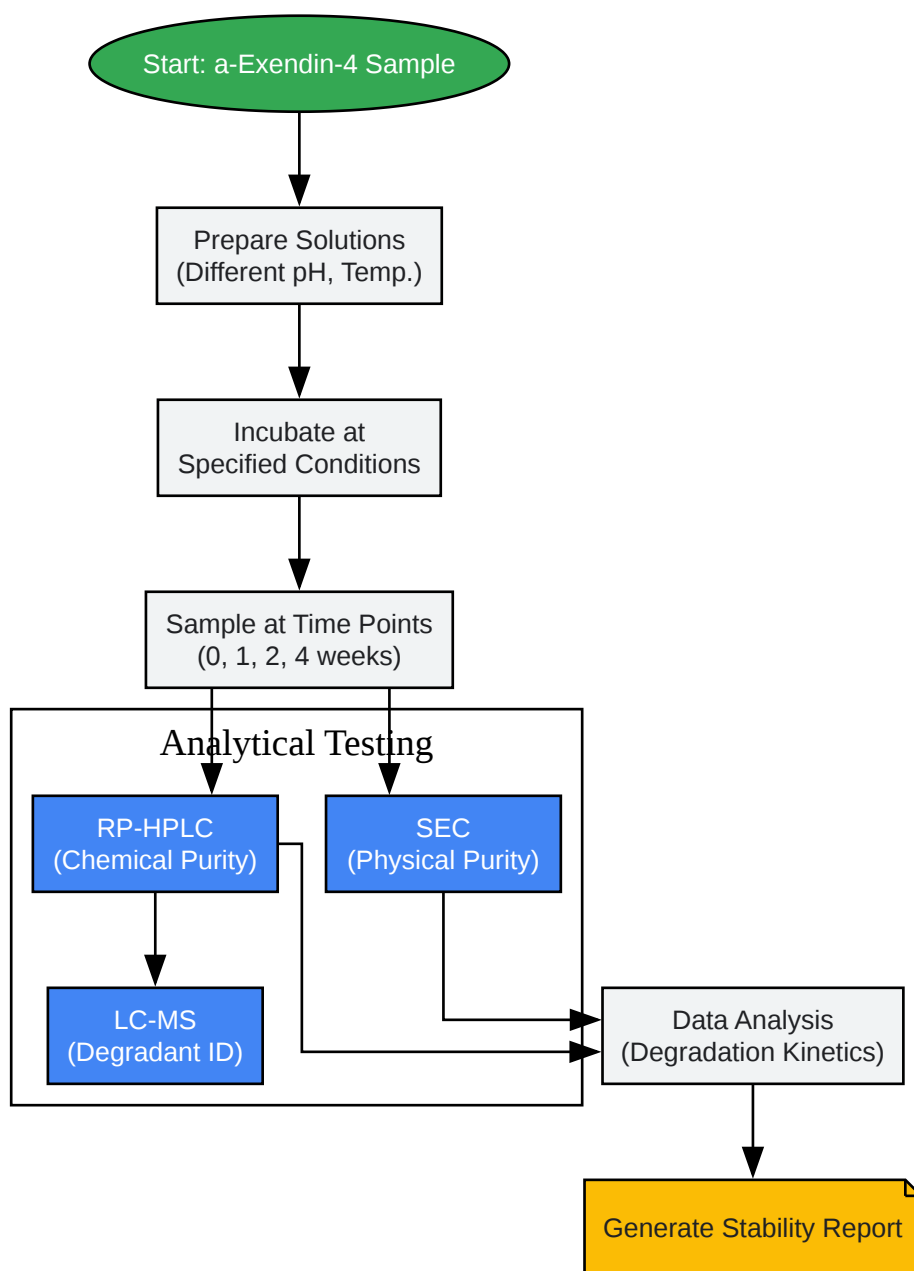 Start: a-Exendin-4 Sample
Prepare Solutions
(Different pH, Temp.)
Incubate at
Specified Conditions
Sample at Time Points
(0, 1, 2, 4 weeks)
Analytical Testing
RP-HPLC
(Chemical Purity)
SEC
(Physical Purity)
LC-MS
(Degradant ID)
Data Analysis
(Degradation Kinetics)
Generate Stability Report